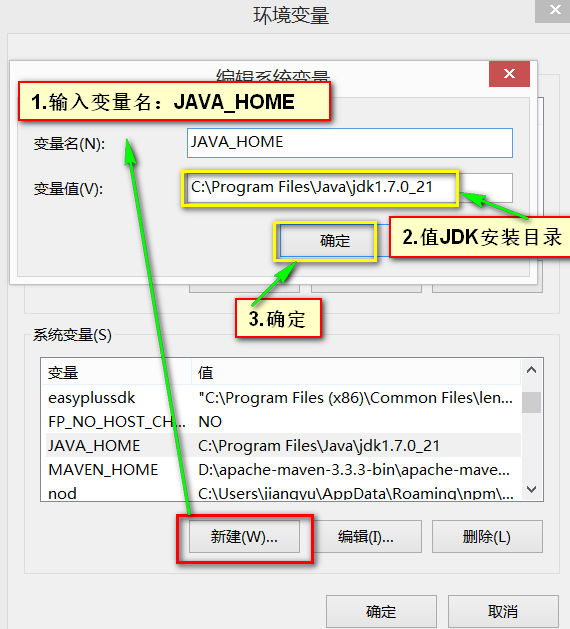 环境变量
编辑系统变量
1.输入变量名：JAVA_HOME
变量名(N):
JAVA_HOME
变量值(V):
C:\Program Files\Java\jdk1.7.0_21
确定
2.值JDK安装目录
3.确定
系统变量(S)
变量 值
easyplussdk "C:\Program Files (x86)\Common Files\len...
FP_NO_HOST_CH... NO
JAVA_HOME C:\Program Files\Java\jdk1.7.0_21
MAVEN_HOME D:\apache-maven-3.3.3-bin\apache-mave...
nod C:\Users\jiangyu\AppData\Roaming\npm\...
新建(W)... 编辑(I)... 删除(L)
确定 取消